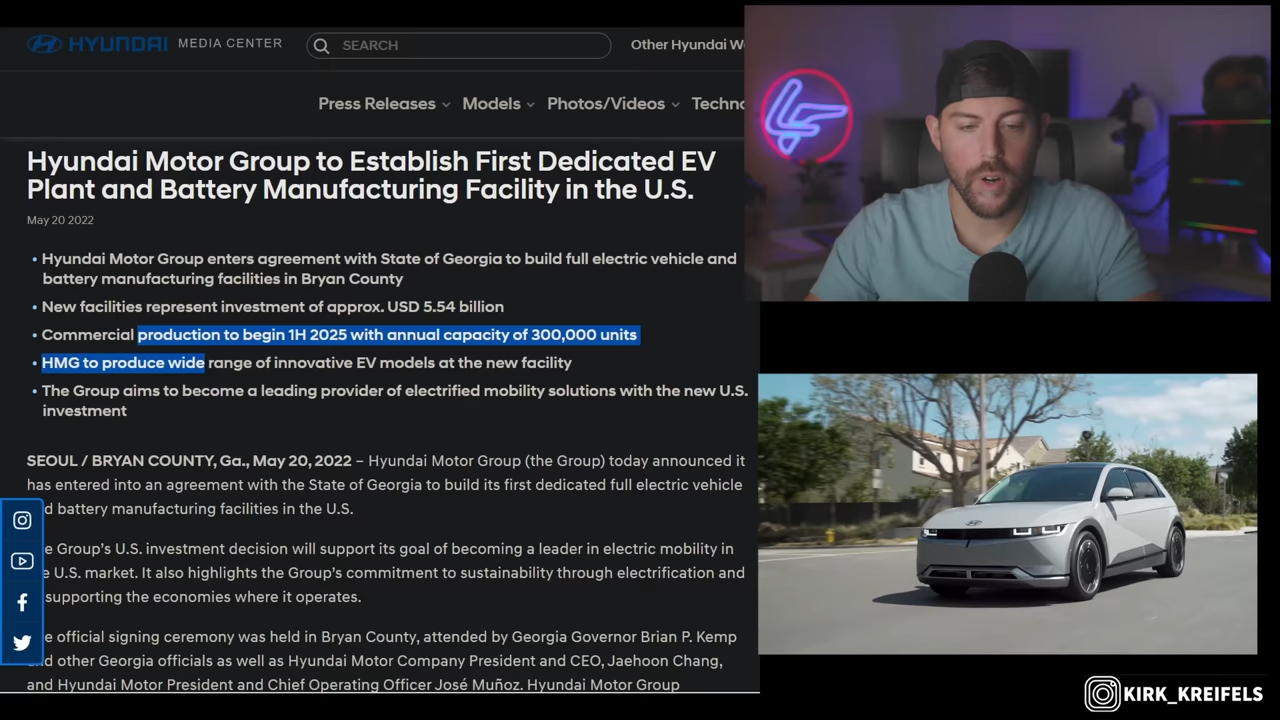 HYUNDAI MEDIA CENTER
SEARCH
Other Hyundai
Press Releases
Models
Photos/Videos
Hyundai Motor Group to Establish First Dedicated EV
Plant and Battery Manufacturing Facility in the U.S.
May 20 2022
• Hyundai Motor Group enters agreement with State of Georgia to build full electric vehicle and
battery manufacturing facilities in Bryan County
• New facilities represent investment of approx. USD 5.54 billion
• Commercial production to begin 1H 2025 with annual capacity of 300,000 units
• HMG to produce wide range of innovative EV models at the new facility
• The Group aims to become a leading provider of electrified mobility solutions with the new U.S.
investment
SEOUL / BRYAN COUNTY, Ga., May 20, 2022 – Hyundai Motor Group (the Group) today announced it
has entered into an agreement with the State of Georgia to build its first dedicated full electric vehicle
battery manufacturing facilities in the U.S.
Group's U.S. investment decision will support its goal of becoming a leader in electric mobility in
U.S. market. It also highlights the Group's commitment to sustainability through electrification and
supporting the economies where it operates.
official signing ceremony was held in Bryan County, attended by Georgia Governor Brian P. Kemp
other Georgia officials as well as Hyundai Motor Company President and CEO, Jaehoon Chang,
and Hyundai Motor President and Chief Operating Officer José Muñoz. Hyundai Motor Group
KIRK_KREIFELS